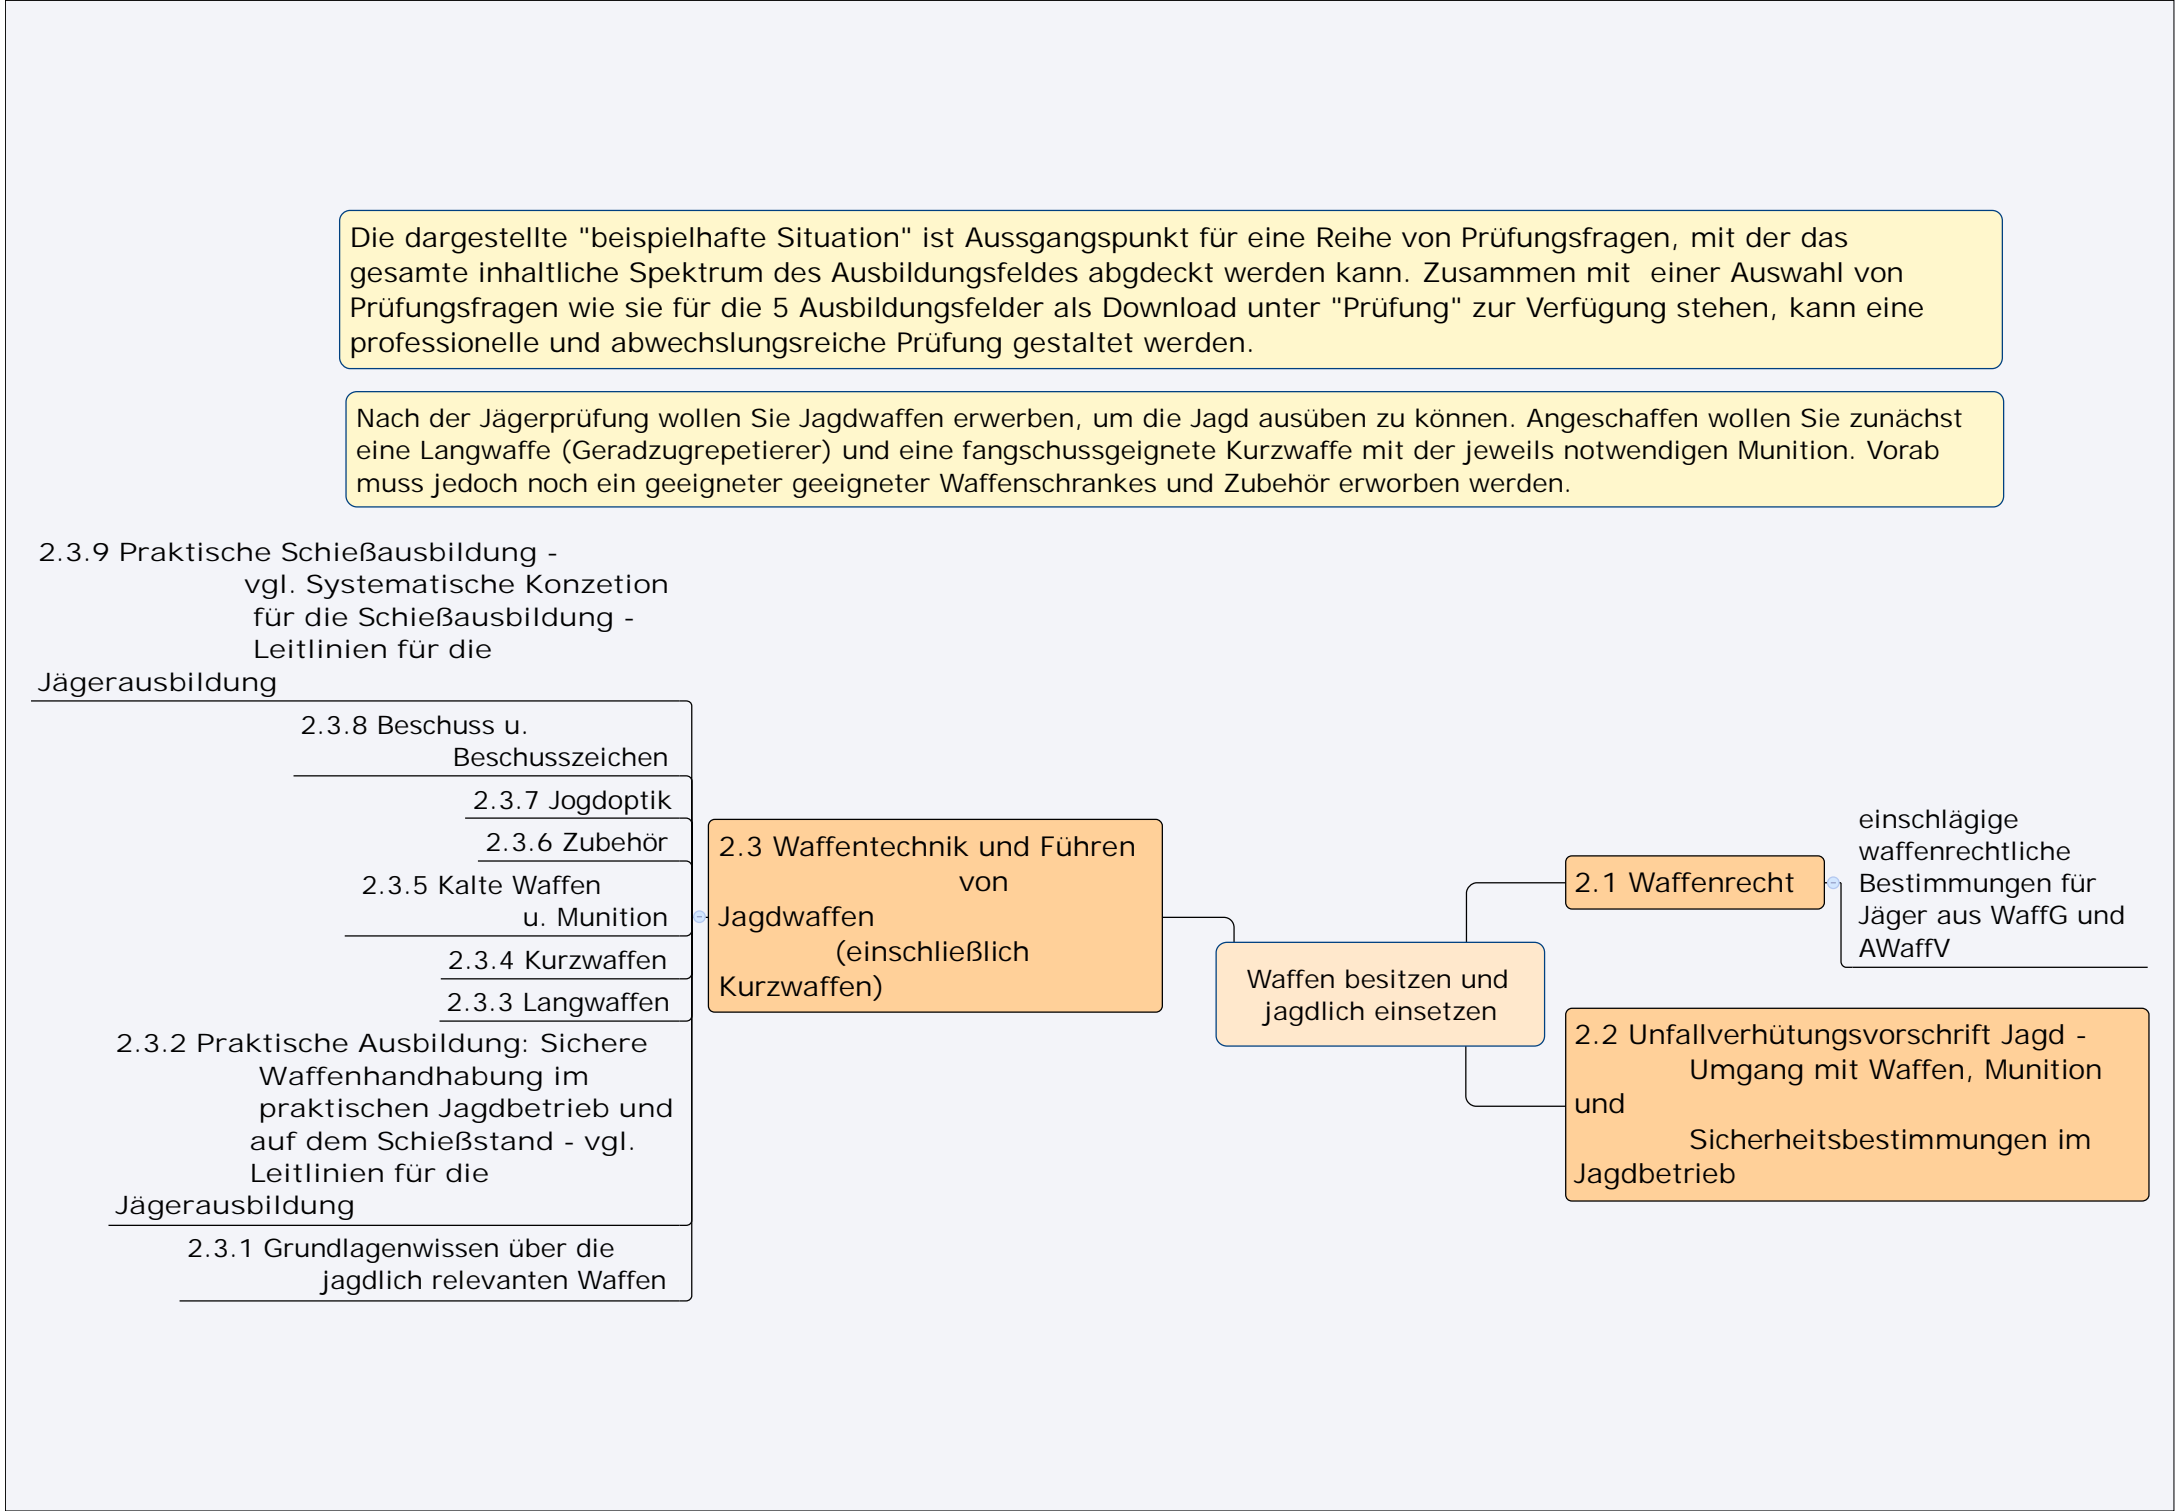 Die dargestellte "beispielhafte Situation" ist Aussgangspunkt für eine Reihe von Prüfungsfragen, mit der das
gesamte inhaltliche Spektrum des Ausbildungsfeldes abgdeckt werden kann. Zusammen mit einer Auswahl von
Prüfungsfragen wie sie für die 5 Ausbildungsfelder als Download unter "Prüfung" zur Verfügung stehen, kann eine
professionelle und abwechslungsreiche Prüfung gestaltet werden.
Nach der Jägerprüfung wollen Sie Jagdwaffen erwerben, um die Jagd ausüben zu können. Angeschaffen wollen Sie zunächst
eine Langwaffe (Geradzugrepetierer) und eine fangschussgeignete Kurzwaffe mit der jeweils notwendigen Munition. Vorab
muss jedoch noch ein geeigneter geeigneter Waffenschrankes und Zubehör erworben werden.
2.3.9 Praktische Schießausbildung -
vgl. Systematische Konzetion
für die Schießausbildung -
Leitlinien für die
Jägerausbildung
2.3.8 Beschuss u.
Beschusszeichen
2.3.7 Jogdoptik
2.3.6 Zubehör
2.3.5 Kalte Waffen
u. Munition
2.3.4 Kurzwaffen
2.3.3 Langwaffen
2.3.2 Praktische Ausbildung: Sichere
Waffenhandhabung im
praktischen Jagdbetrieb und
auf dem Schießstand - vgl.
Leitlinien für die
Jägerausbildung
2.3.1 Grundlagenwissen über die
jagdlich relevanten Waffen
2.3 Waffentechnik und Führen
von
Jagdwaffen
(einschließlich
Kurzwaffen)
Waffen besitzen und
jagdlich einsetzen
2.1 Waffenrecht
einschlägige
waffenrechtliche
Bestimmungen für
Jäger aus WaffG und
AWaffV
2.2 Unfallverhütungsvorschrift Jagd -
Umgang mit Waffen, Munition
und
Sicherheitsbestimmungen im
Jagdbetrieb